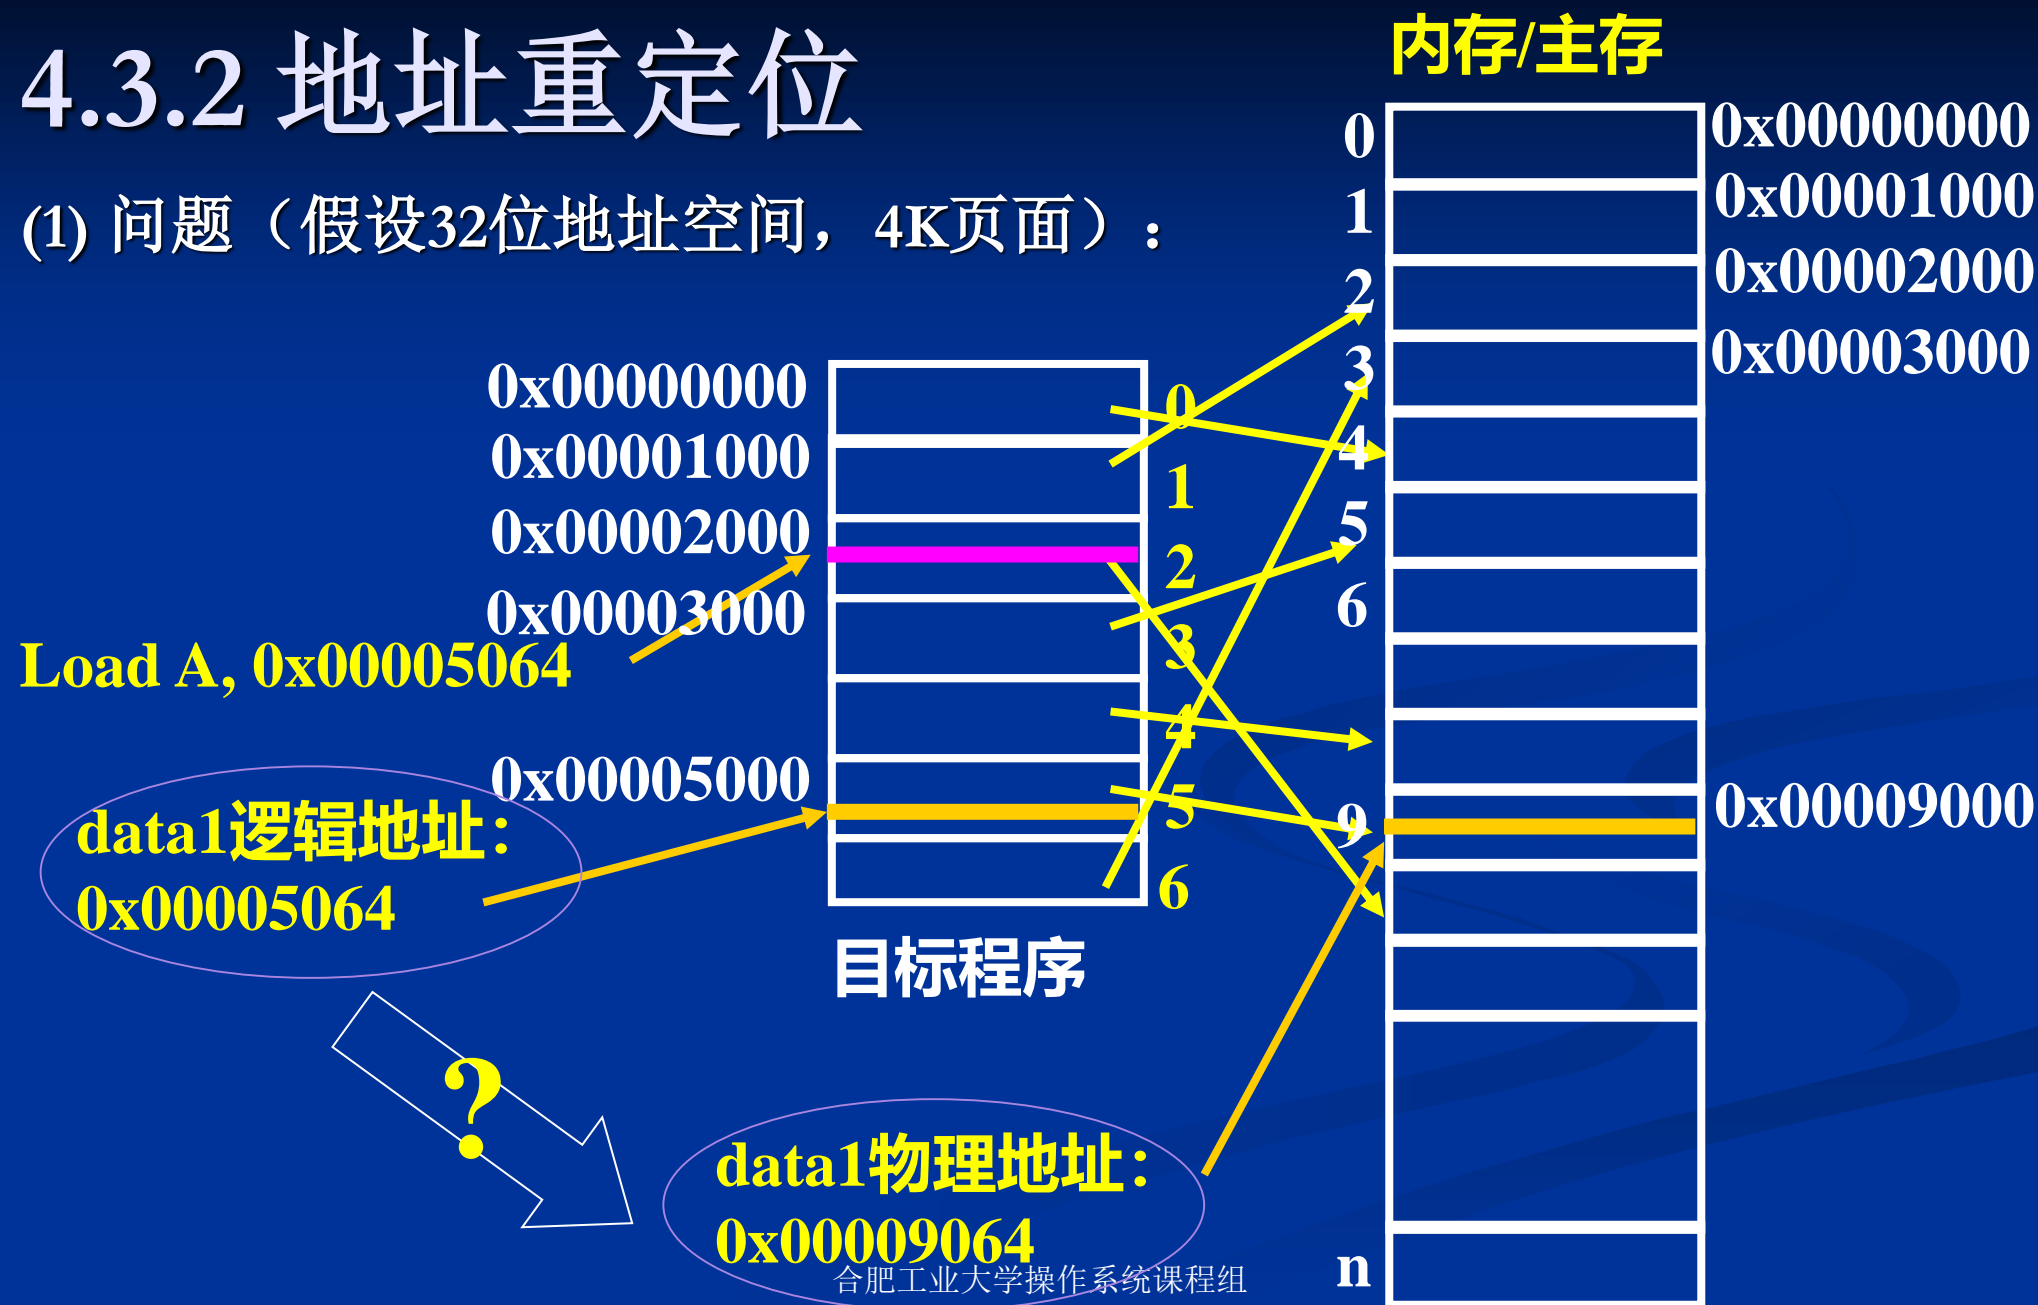 4.3.2 地址重定位
(1) 问题（假设32位地址空间，4K页面）：
内存/主存
0 0x00000000
1 0x00001000
2 0x00002000
3 0x00003000
4
5
6
9 0x00009000
n
0x00000000 0
0x00001000 1
0x00002000 2
0x00003000 3
4
0x00005000 5
6
Load A, 0x00005064
data1逻辑地址：
0x00005064
目标程序
?
data1物理地址：
0x00009064
合肥工业大学操作系统课程组